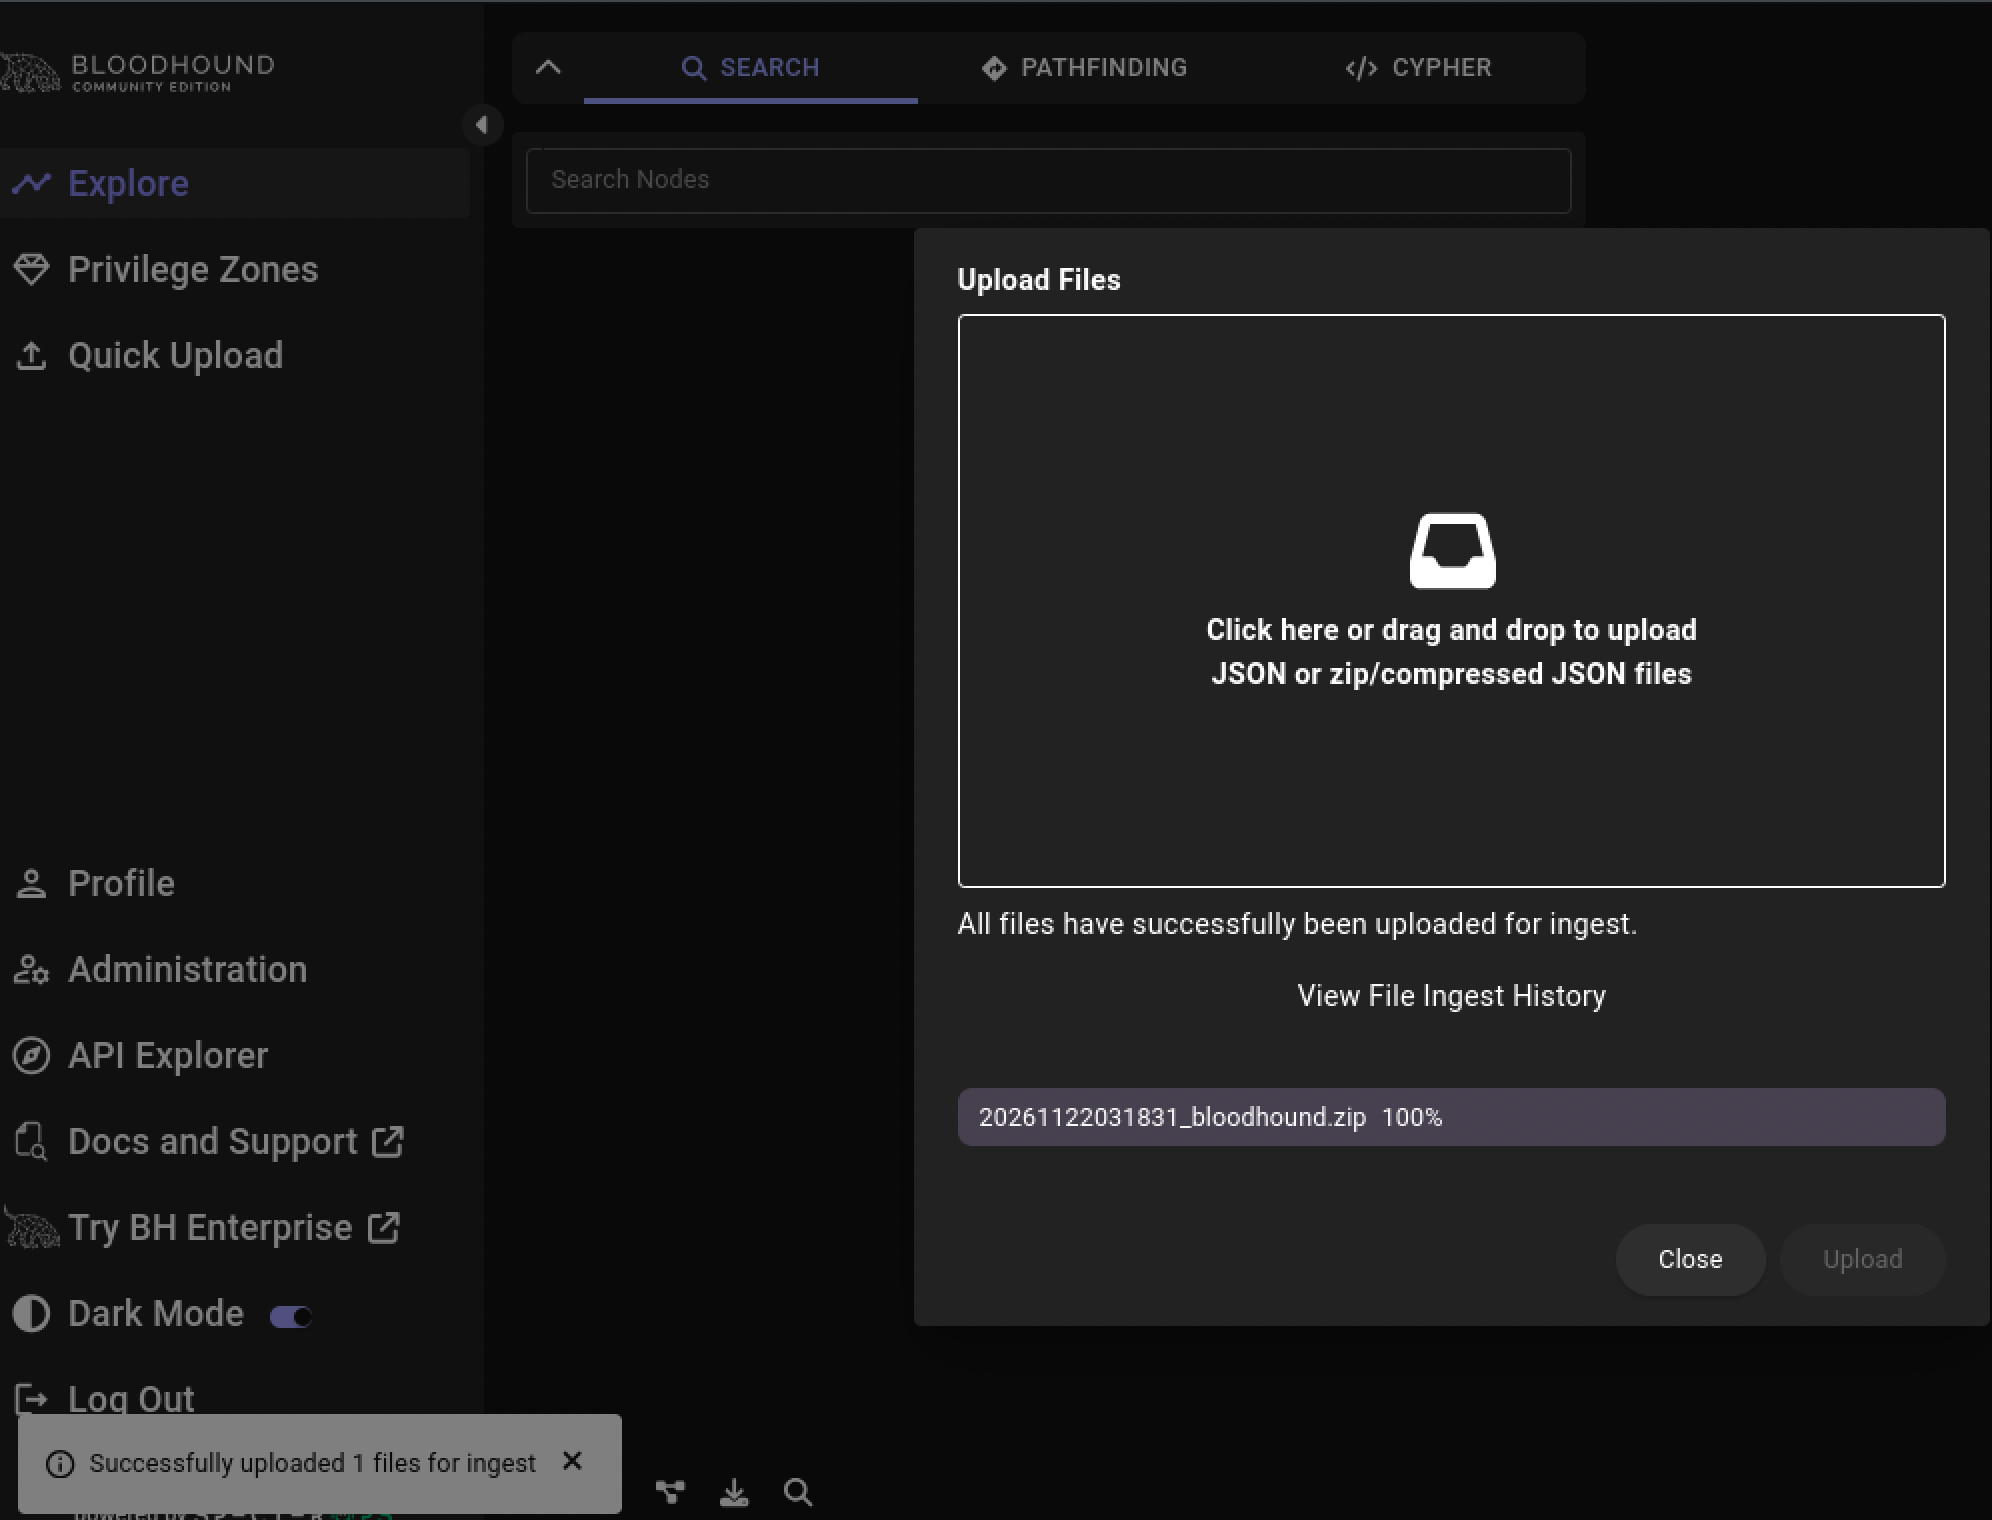 BLOODHOUND
COMMUNITY EDITION
SEARCH
PATHFINDING
CYPHER
Search Nodes
Explore
Privilege Zones
Quick Upload
Upload Files
Click here or drag and drop to upload
JSON or zip/compressed JSON files
All files have successfully been uploaded for ingest.
View File Ingest History
20261122031831_bloodhound.zip 100%
Close
Upload
Profile
Administration
API Explorer
Docs and Support
Try BH Enterprise
Dark Mode
Log Out
Successfully uploaded 1 files for ingest
powered by